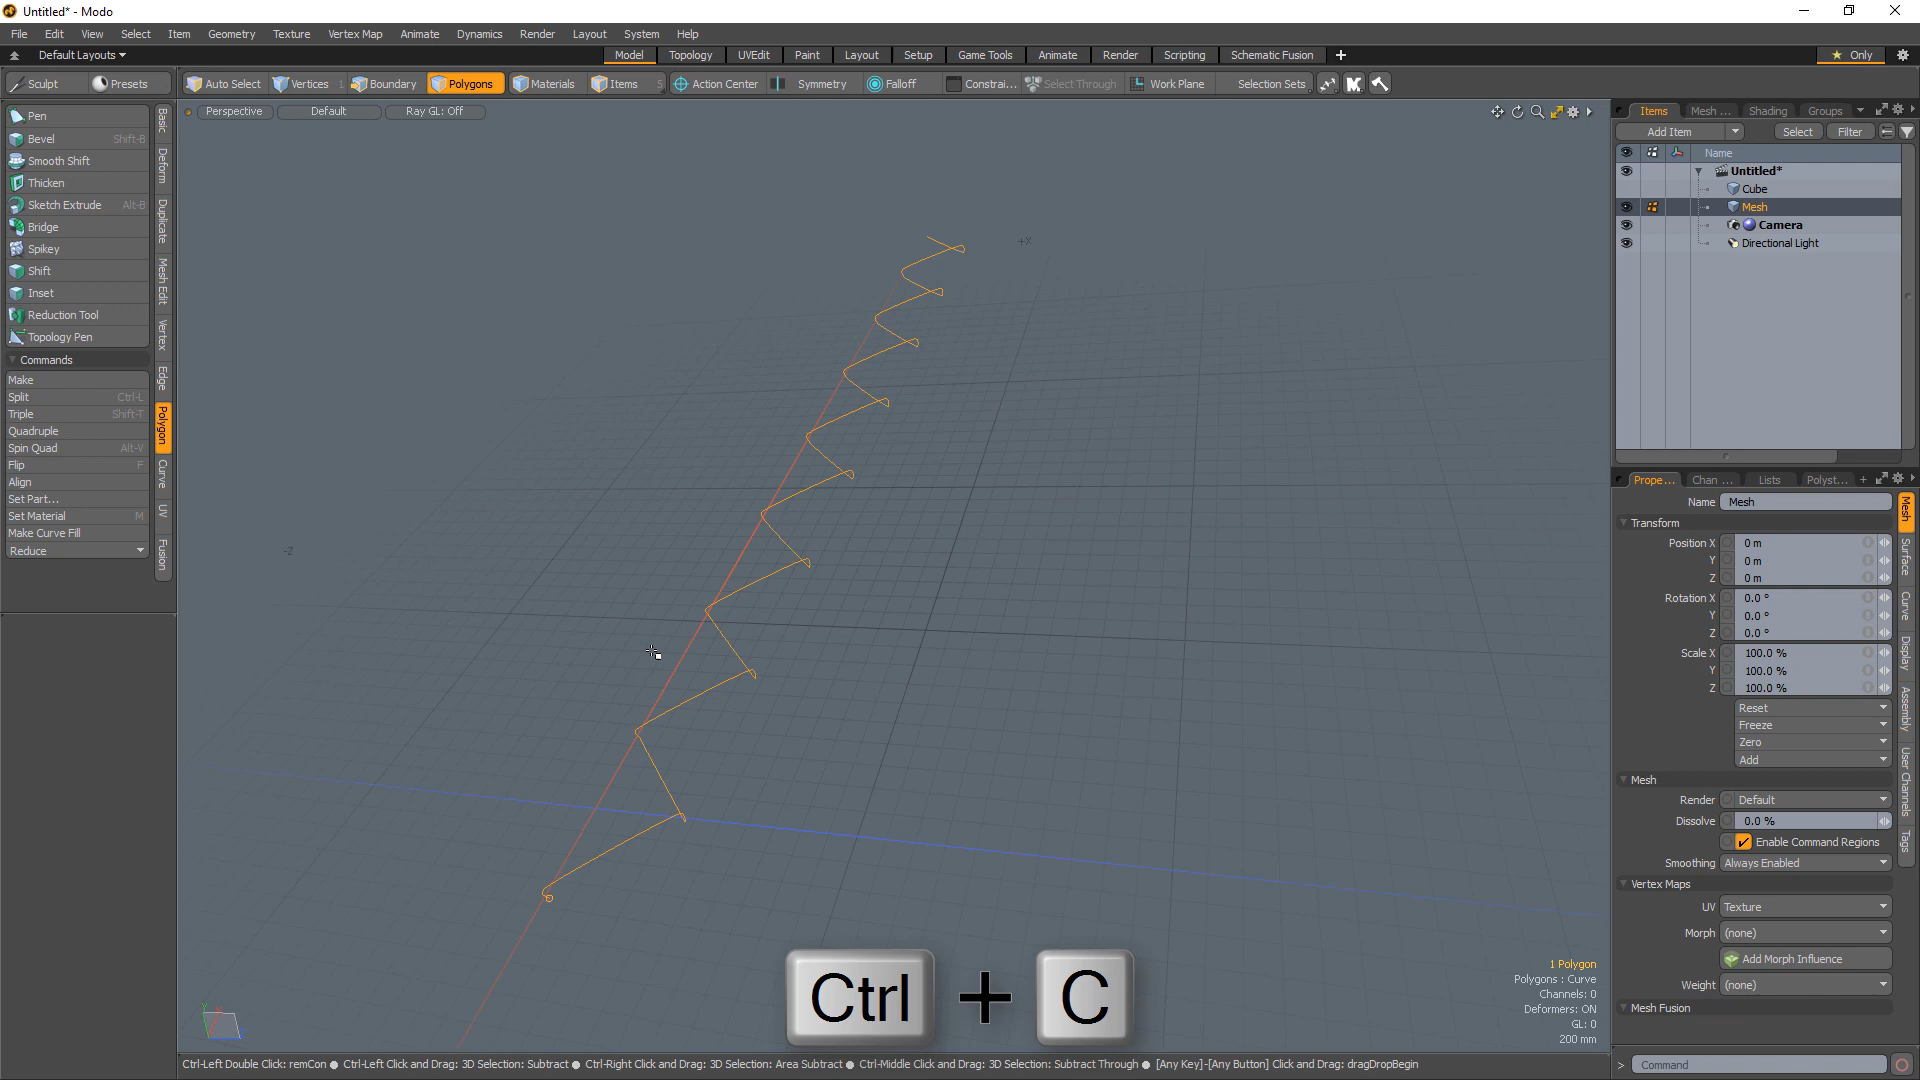 Untitled* - Modo
File Edit View Select Item Geometry Texture Vertex Map Animate Dynamics Render Layout System Help
Default Layouts
Model Topology UVEdit Paint Layout Setup Game Tools Animate Render Scripting Schematic Fusion
Only
Sculpt Presets
Auto Select Vertices 1 Boundary Polygons Materials Items 5 Action Center Symmetry Falloff Constrai... Select Through Work Plane Selection Sets
Perspective Default Ray GL: Off
Pen
Bevel Shift-B
Smooth Shift
Thicken
Sketch Extrude Alt-B
Bridge
Spikey
Shift
Inset
Reduction Tool
Topology Pen
Commands
Make
Split Ctrl-L
Triple Shift-T
Quadruple
Spin Quad Alt-V
Flip F
Align
Set Part...
Set Material M
Make Curve Fill
Reduce
Basic
Deform
Duplicate
Mesh Edit
Vertex
Edge
Polygon
Curve
UV
Fusion
+X
-Z
Y
Ctrl + C
1 Polygon
Polygons : Curve
Channels: 0
Deformers: ON
GL: 0
200 mm
Items Mesh ... Shading Groups
Add Item Select Filter
Name
Untitled*
Cube
Mesh
Camera
Directional Light
Prope... Chan ... Lists Polyst... +
Name Mesh
Transform
Position X 0 m
Y 0 m
Z 0 m
Rotation X 0.0 °
Y 0.0 °
Z 0.0 °
Scale X 100.0 %
Y 100.0 %
Z 100.0 %
Reset
Freeze
Zero
Add
Mesh
Render Default
Dissolve 0.0 %
Enable Command Regions
Smoothing Always Enabled
Vertex Maps
UV Texture
Morph (none)
Add Morph Influence
Weight (none)
Mesh Fusion
Mesh
Surface
Curve
Display
Assembly
User Channels
Tags
Ctrl-Left Double Click: remCon ● Ctrl-Left Click and Drag: 3D Selection: Subtract ● Ctrl-Right Click and Drag: 3D Selection: Area Subtract ● Ctrl-Middle Click and Drag: 3D Selection: Subtract Through ● [Any Key]-[Any Button] Click and Drag: dragDropBegin
> Command